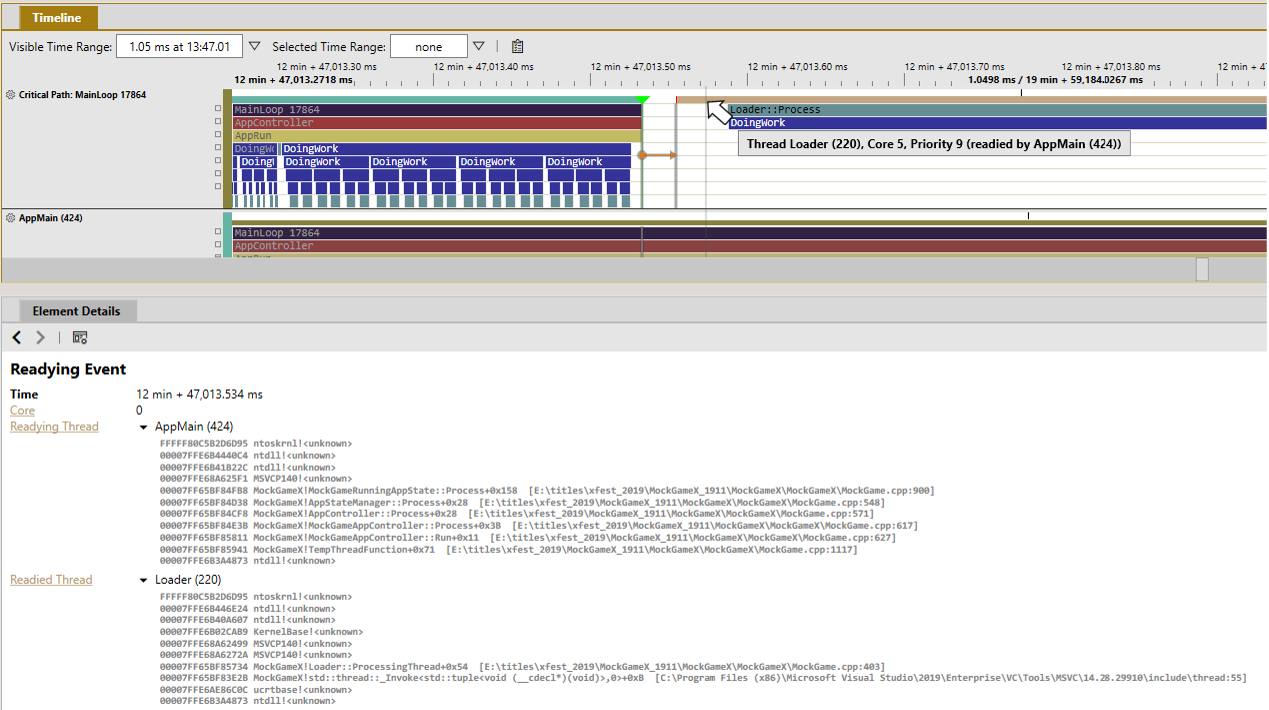 Timeline
Visible Time Range: 1.05 ms at 13:47.01 Selected Time Range: none
12 min + 47,013.30 ms 12 min + 47,013.40 ms 12 min + 47,013.50 ms 12 min + 47,013.60 ms 12 min + 47,013.70 ms 12 min + 47,013.80 ms 12 min + 47
12 min + 47,013.2718 ms 1.0498 ms / 19 min + 59,184.0267 ms
Critical Path: MainLoop 17864
MainLoop 17864 Loader::Process
AppController DoingWork
AppRun
DoingWo DoingWork
DoingW DoingWork DoingWork DoingWork DoingWork
Thread Loader (220), Core 5, Priority 9 (readied by AppMain (424))
AppMain (424)
MainLoop 17864
AppController
AppRun
Element Details
Readying Event
Time 12 min + 47,013.534 ms
Core 0
Readying Thread AppMain (424)
FFFFF80C5B2D6D95 ntoskrnl!<unknown>
00007FFE6B4440C4 ntdll!<unknown>
00007FFE6B41B22C ntdll!<unknown>
00007FFE68A625F1 MSVCP140!<unknown>
00007FF65BF84FB8 MockGameX!MockGameRunningAppState::Process+0x158 [E:\titles\xfest_2019\MockGameX_1911\MockGameX\MockGameX\MockGame.cpp:900]
00007FF65BF84D38 MockGameX!AppStateManager::Process+0x28 [E:\titles\xfest_2019\MockGameX_1911\MockGameX\MockGameX\MockGame.cpp:548]
00007FF65BF84CF8 MockGameX!AppController::Process+0x28 [E:\titles\xfest_2019\MockGameX_1911\MockGameX\MockGameX\MockGame.cpp:571]
00007FF65BF84E3B MockGameX!MockGameAppController::Process+0x3B [E:\titles\xfest_2019\MockGameX_1911\MockGameX\MockGameX\MockGame.cpp:617]
00007FF65BF85811 MockGameX!MockGameAppController::Run+0x11 [E:\titles\xfest_2019\MockGameX_1911\MockGameX\MockGameX\MockGame.cpp:627]
00007FF65BF85941 MockGameX!TempThreadFunction+0x71 [E:\titles\xfest_2019\MockGameX_1911\MockGameX\MockGameX\MockGame.cpp:1117]
00007FFE6B3A4873 ntdll!<unknown>
Readied Thread Loader (220)
FFFFF80C5B2D6D95 ntoskrnl!<unknown>
00007FFE6B446E24 ntdll!<unknown>
00007FFE6B40A607 ntdll!<unknown>
00007FFE6B02CAB9 KernelBase!<unknown>
00007FFE68A62499 MSVCP140!<unknown>
00007FFE68A6272A MSVCP140!<unknown>
00007FF65BF85734 MockGameX!Loader::ProcessingThread+0x54 [E:\titles\xfest_2019\MockGameX_1911\MockGameX\MockGameX\MockGame.cpp:403]
00007FF65BF83E2B MockGameX!std::thread::_Invoke<std::tuple<void (__cdecl*)(void)>,0>+0xB [C:\Program Files (x86)\Microsoft Visual Studio\2019\Enterprise\VC\Tools\MSVC\14.28.29910\include\thread:55]
00007FFE6AE86C0C ucrtbase!<unknown>
00007FFE6B3A4873 ntdll!<unknown>